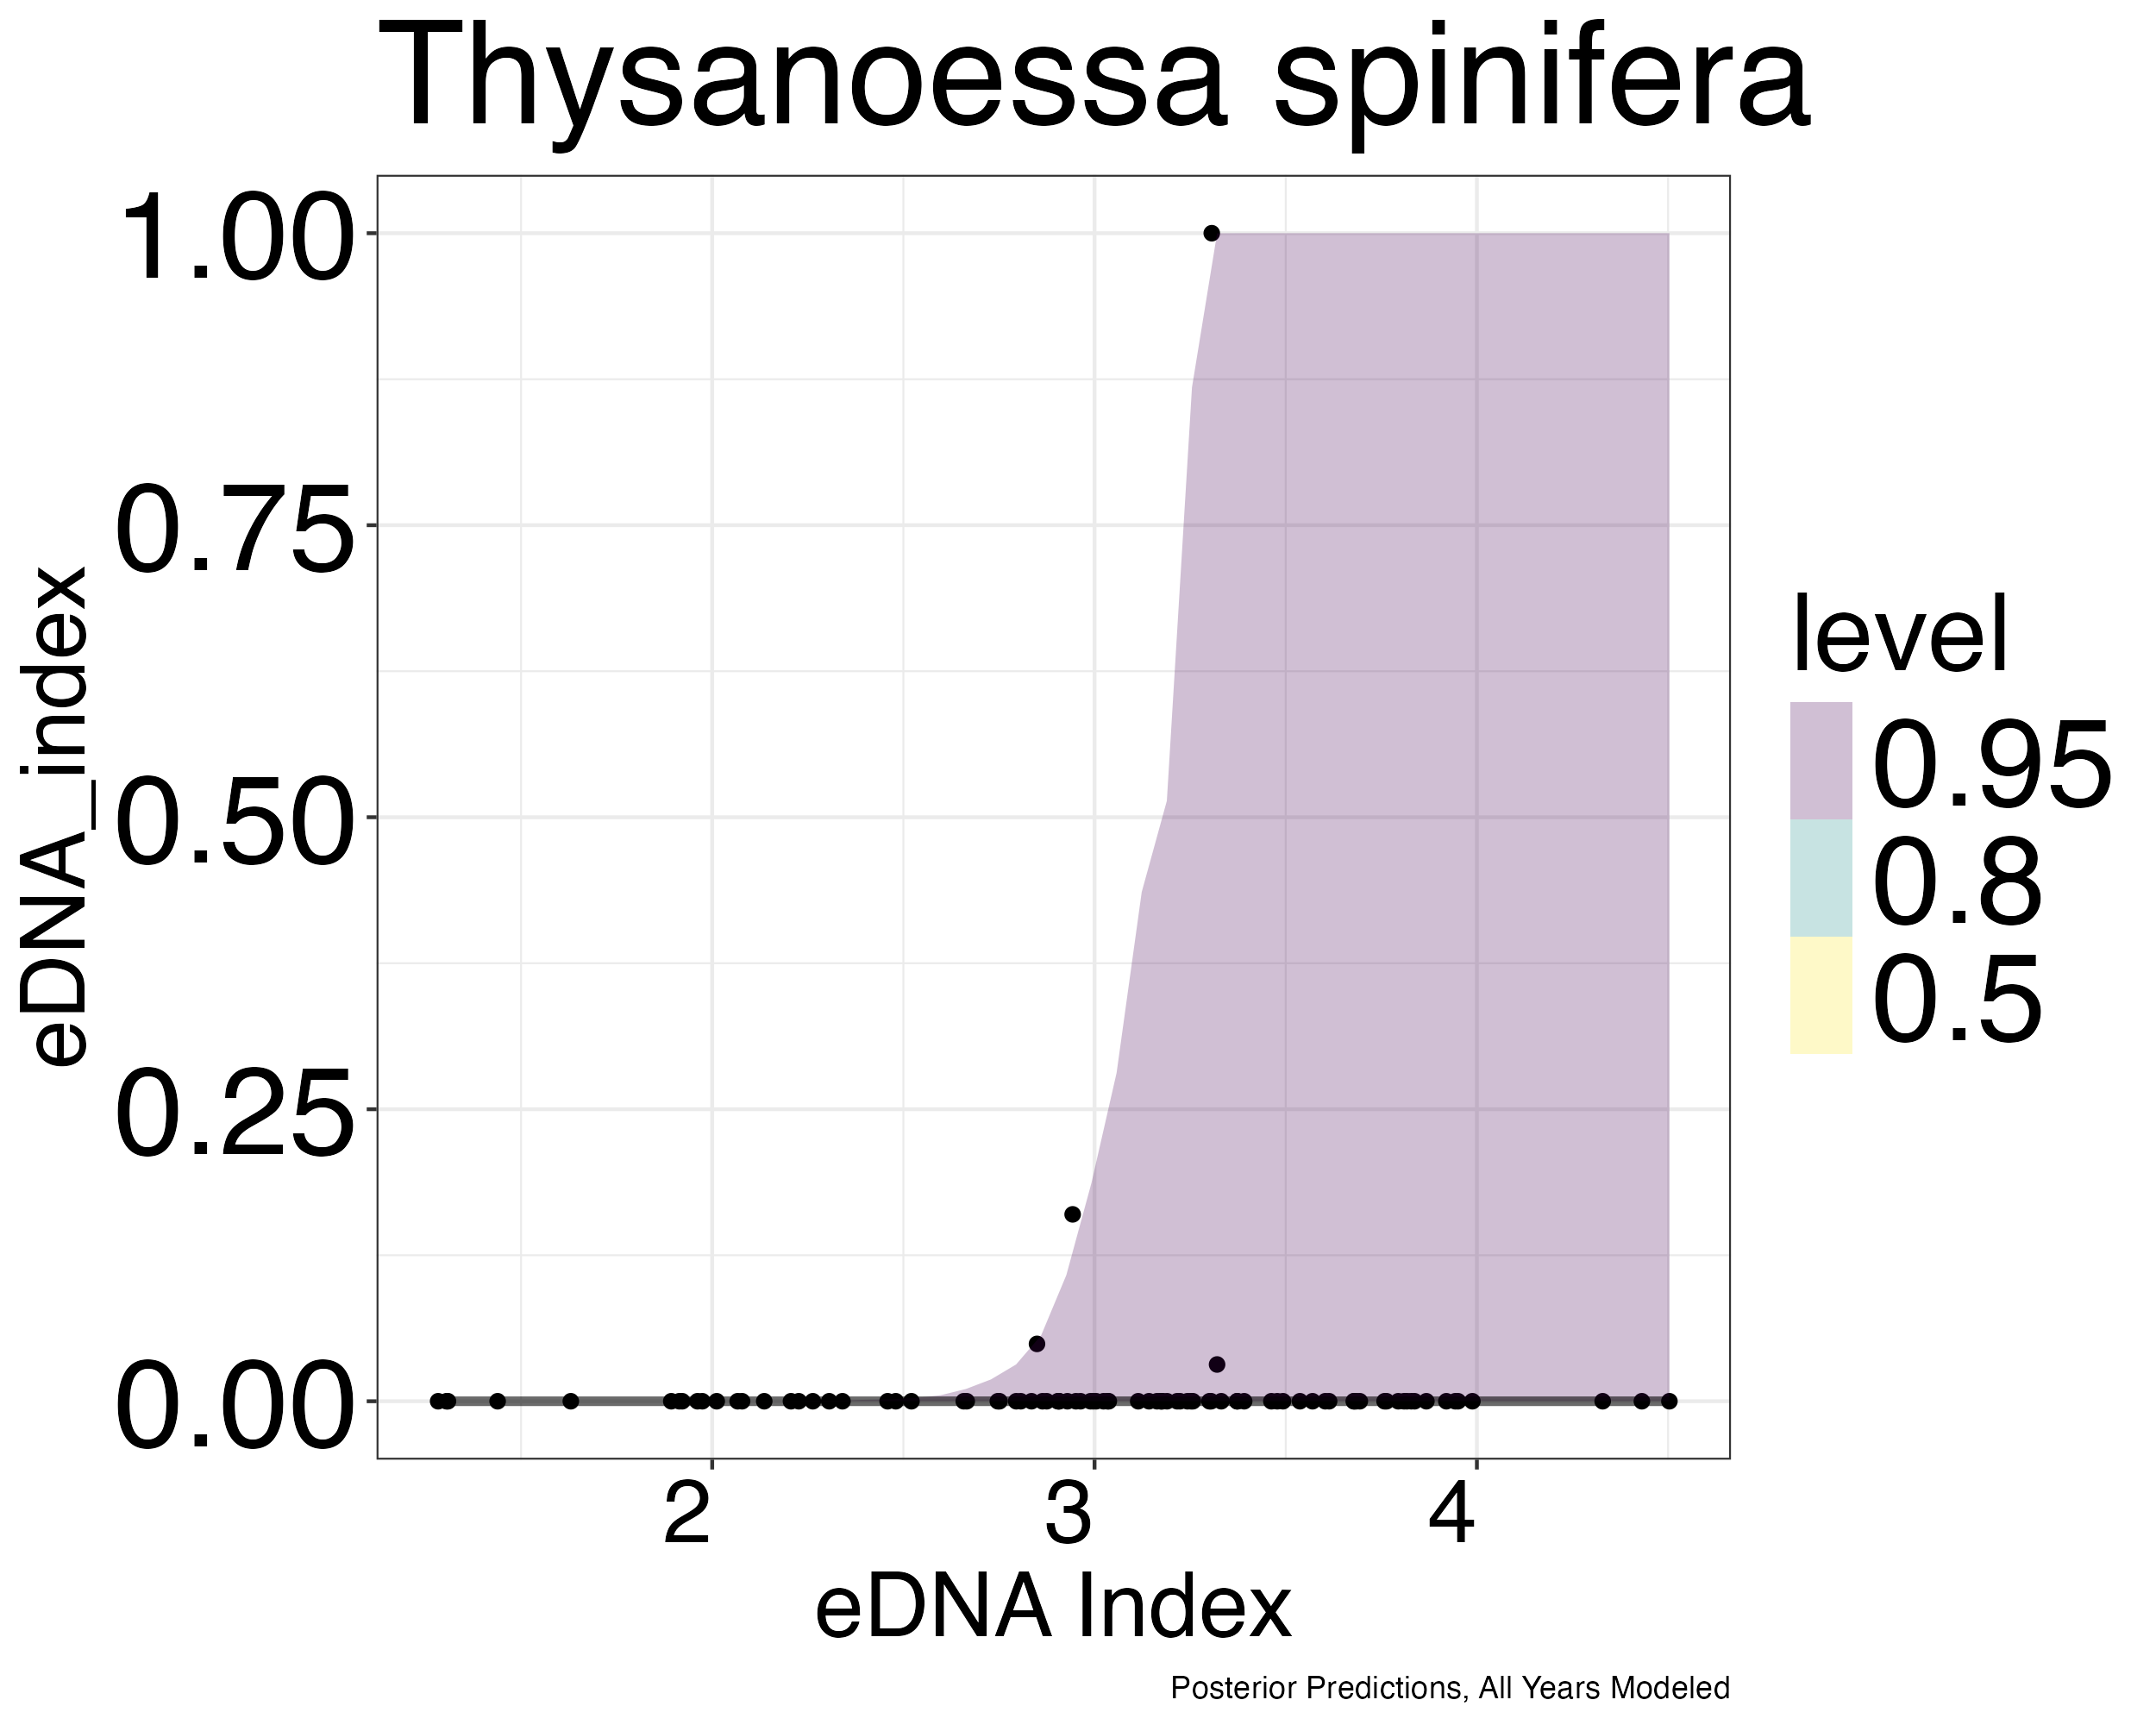 Thysanoessa spinifera
1.00
0.75
0.50
0.25
0.00
eDNA_index
2 3 4
eDNA Index
level
0.95
0.8
0.5
Posterior Predictions, All Years Modeled